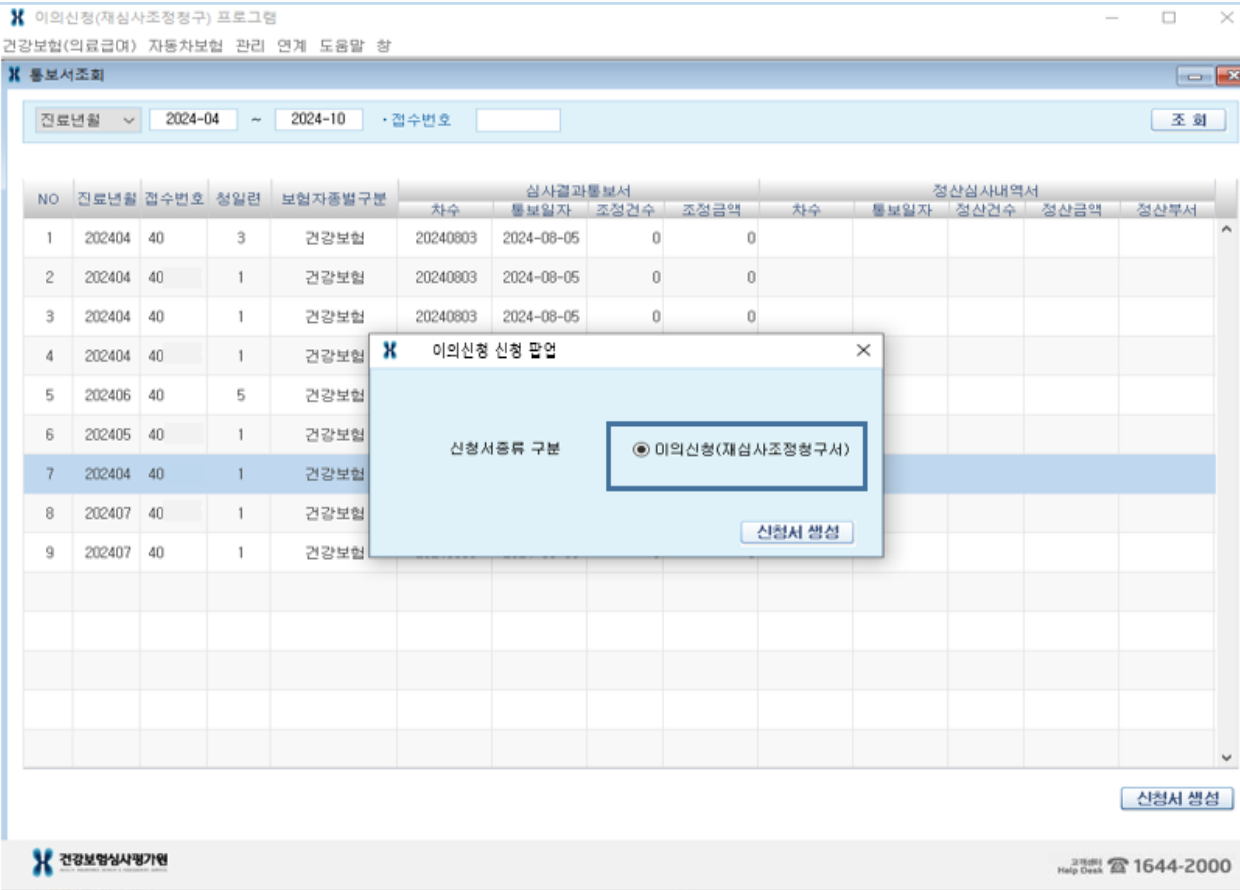 이의신청(재심사조정청구) 프로그램
건강보험(의료급여) 자동차보험 관리 연계 도움말 창
통보서조회
진료년월 2024-04 ~ 2024-10 ·접수번호 조 회
심사결과통보서 정산심사내역서
NO 진료년월 접수번호 청일련 보험자종별구분 차수 통보일자 조정건수 조정금액 차수 통보일자 정산건수 정산금액 정산부서
1 202404 40 3 건강보험 20240803 2024-08-05 0 0
2 202404 40 1 건강보험 20240803 2024-08-05 0 0
3 202404 40 1 건강보험 20240803 2024-08-05 0 0
4 202404 40 1 건강보험
5 202406 40 5 건강보험
6 202405 40 1 건강보험
7 202404 40 1 건강보험
8 202407 40 1 건강보험
9 202407 40 1 건강보험
이의신청 신청 팝업
신청서종류 구분 이의신청(재심사조정청구서)
신청서 생성
신청서 생성
건강보험심사평가원
고객센터
Help Desk 1644-2000